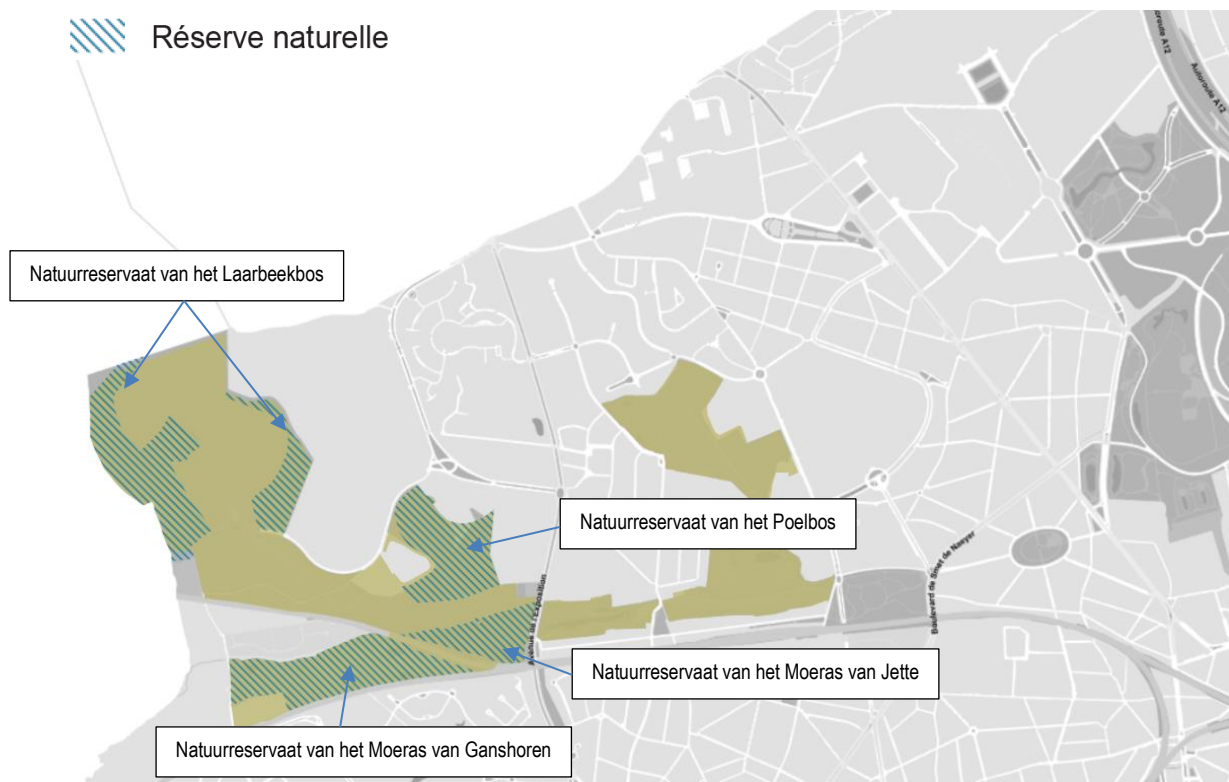 Réserve naturelle
Autoroute A12
Autoroute A12
Natuurreservaat van het Laarbeekbos
Natuurreservaat van het Poelbos
Avenue de l'Exposition
Boulevard de Smet de Naeyer
Natuurreservaat van het Moeras van Jette
Natuurreservaat van het Moeras van Ganshoren